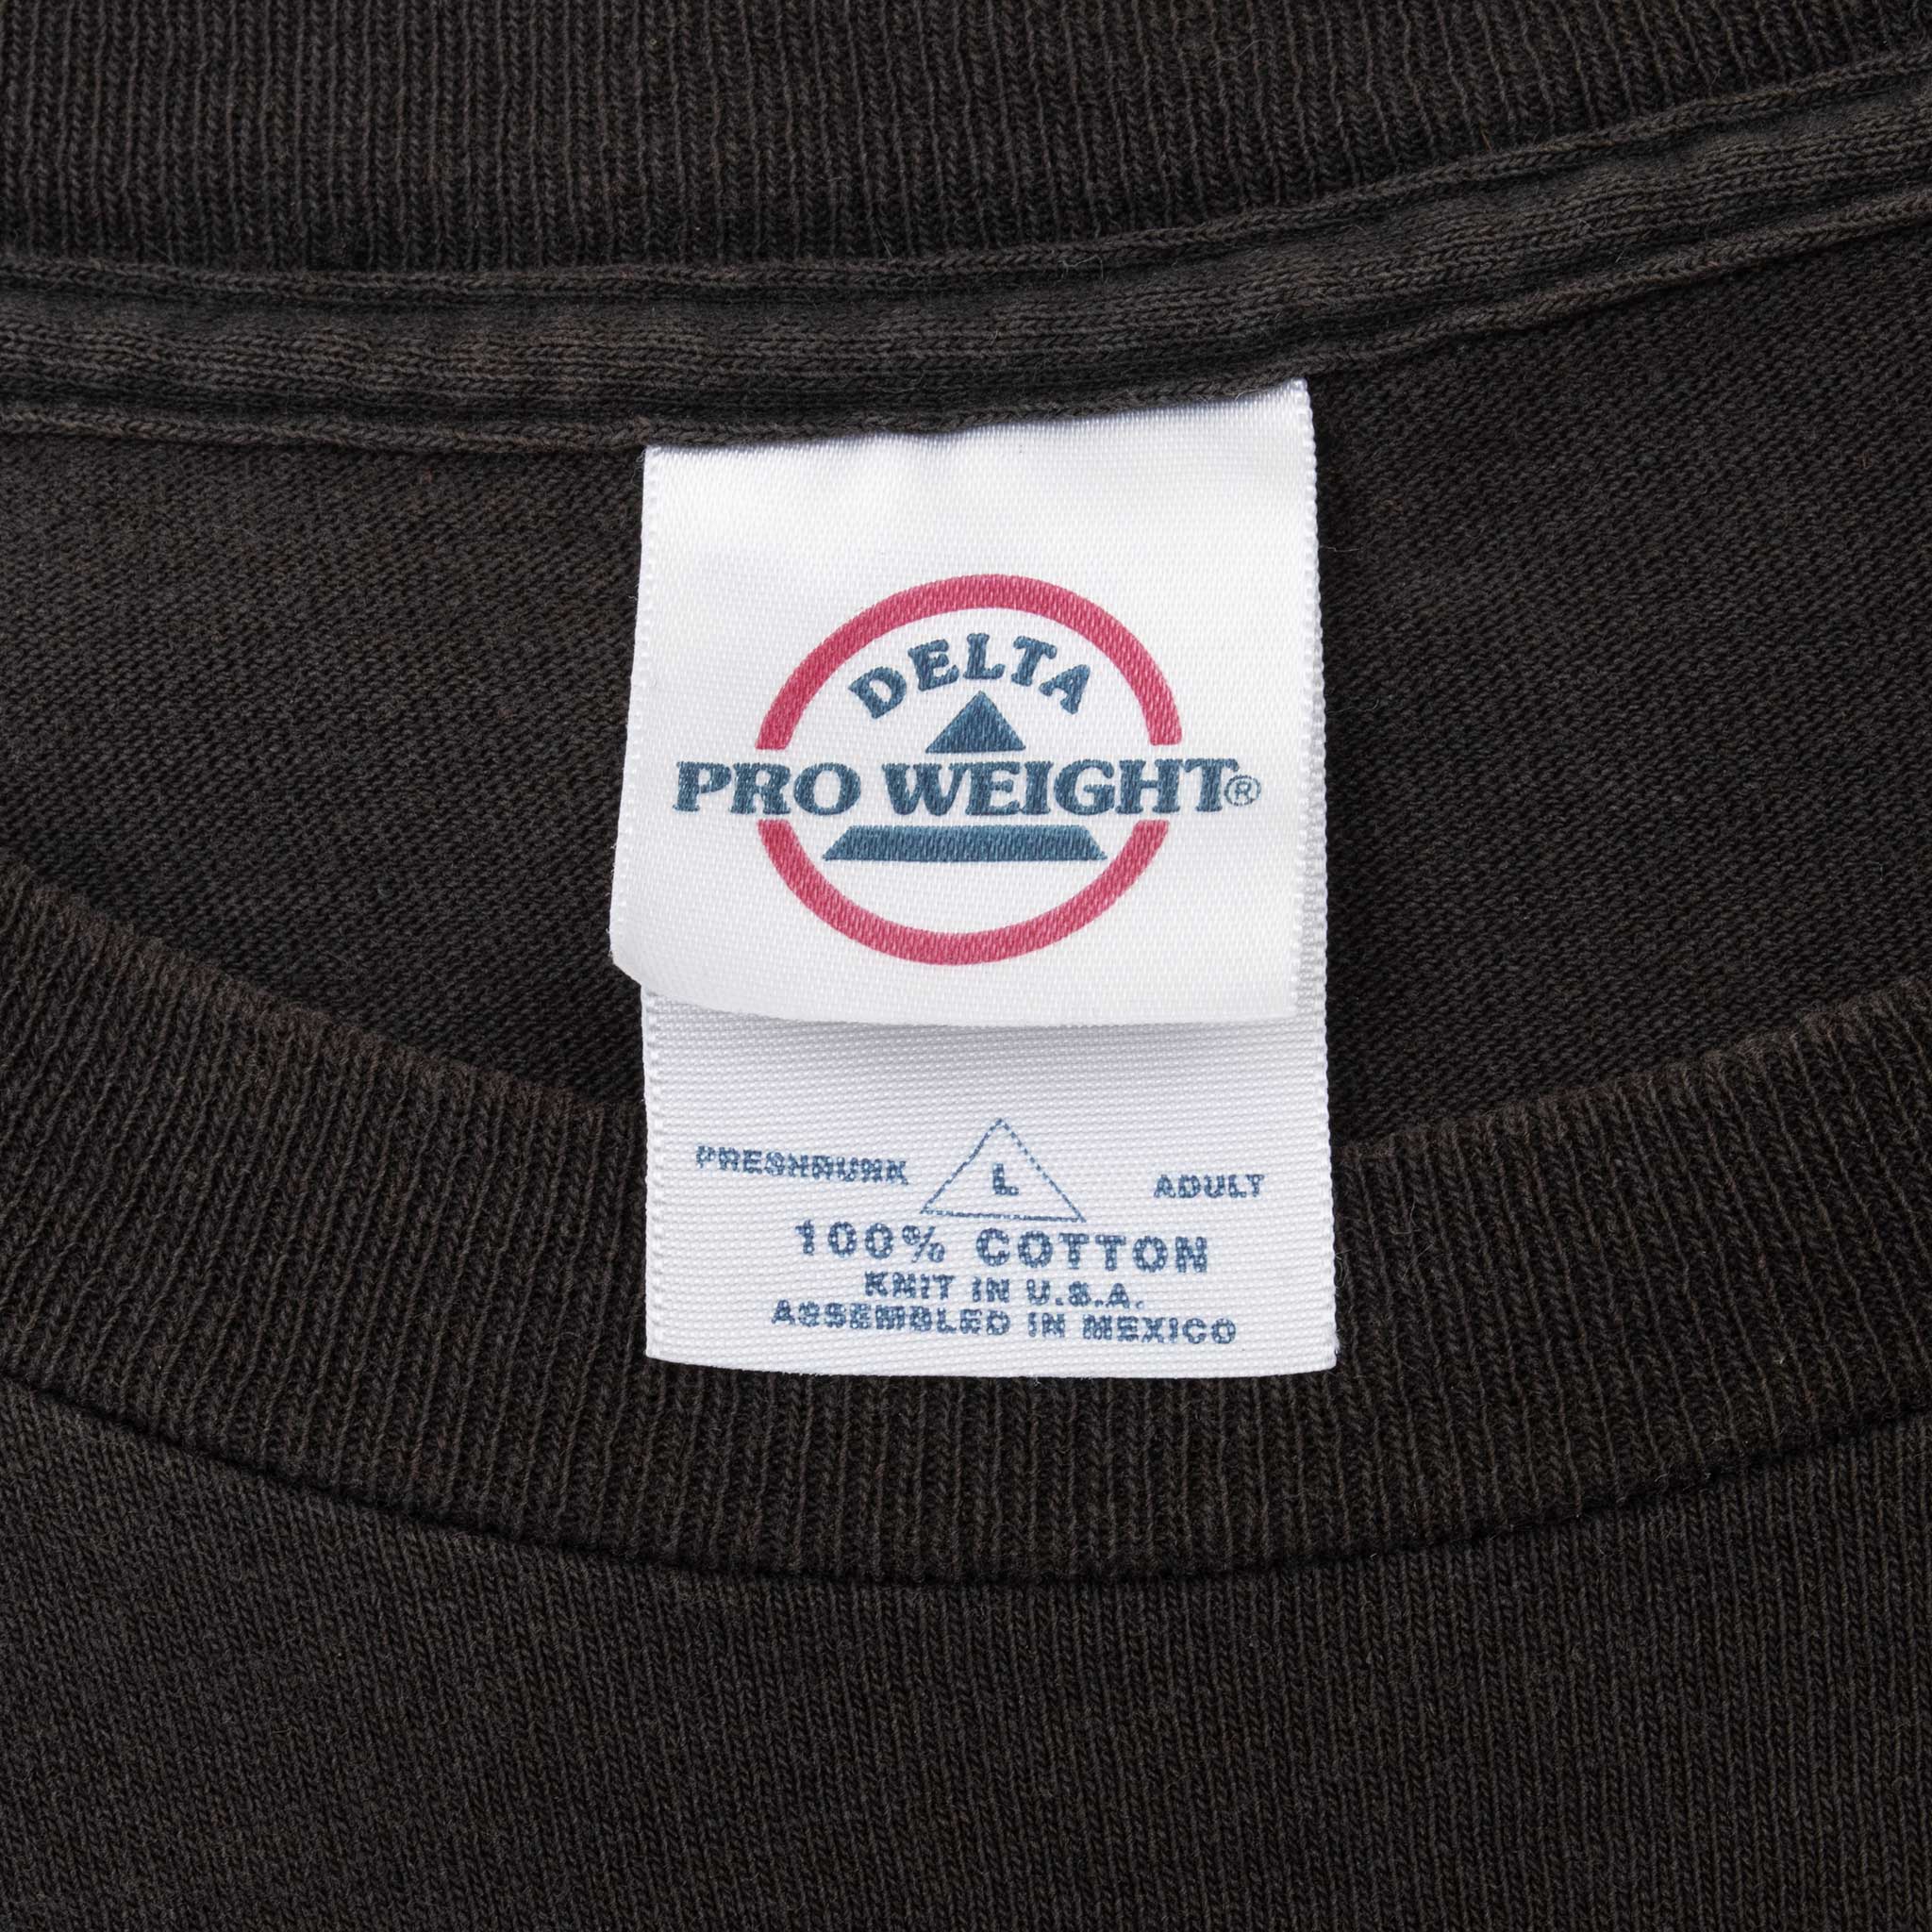 DELTA
PRO WEIGHT®
PRESHRUNK L ADULT
100% COTTON
KNIT IN U.S.A.
ASSEMBLED IN MEXICO